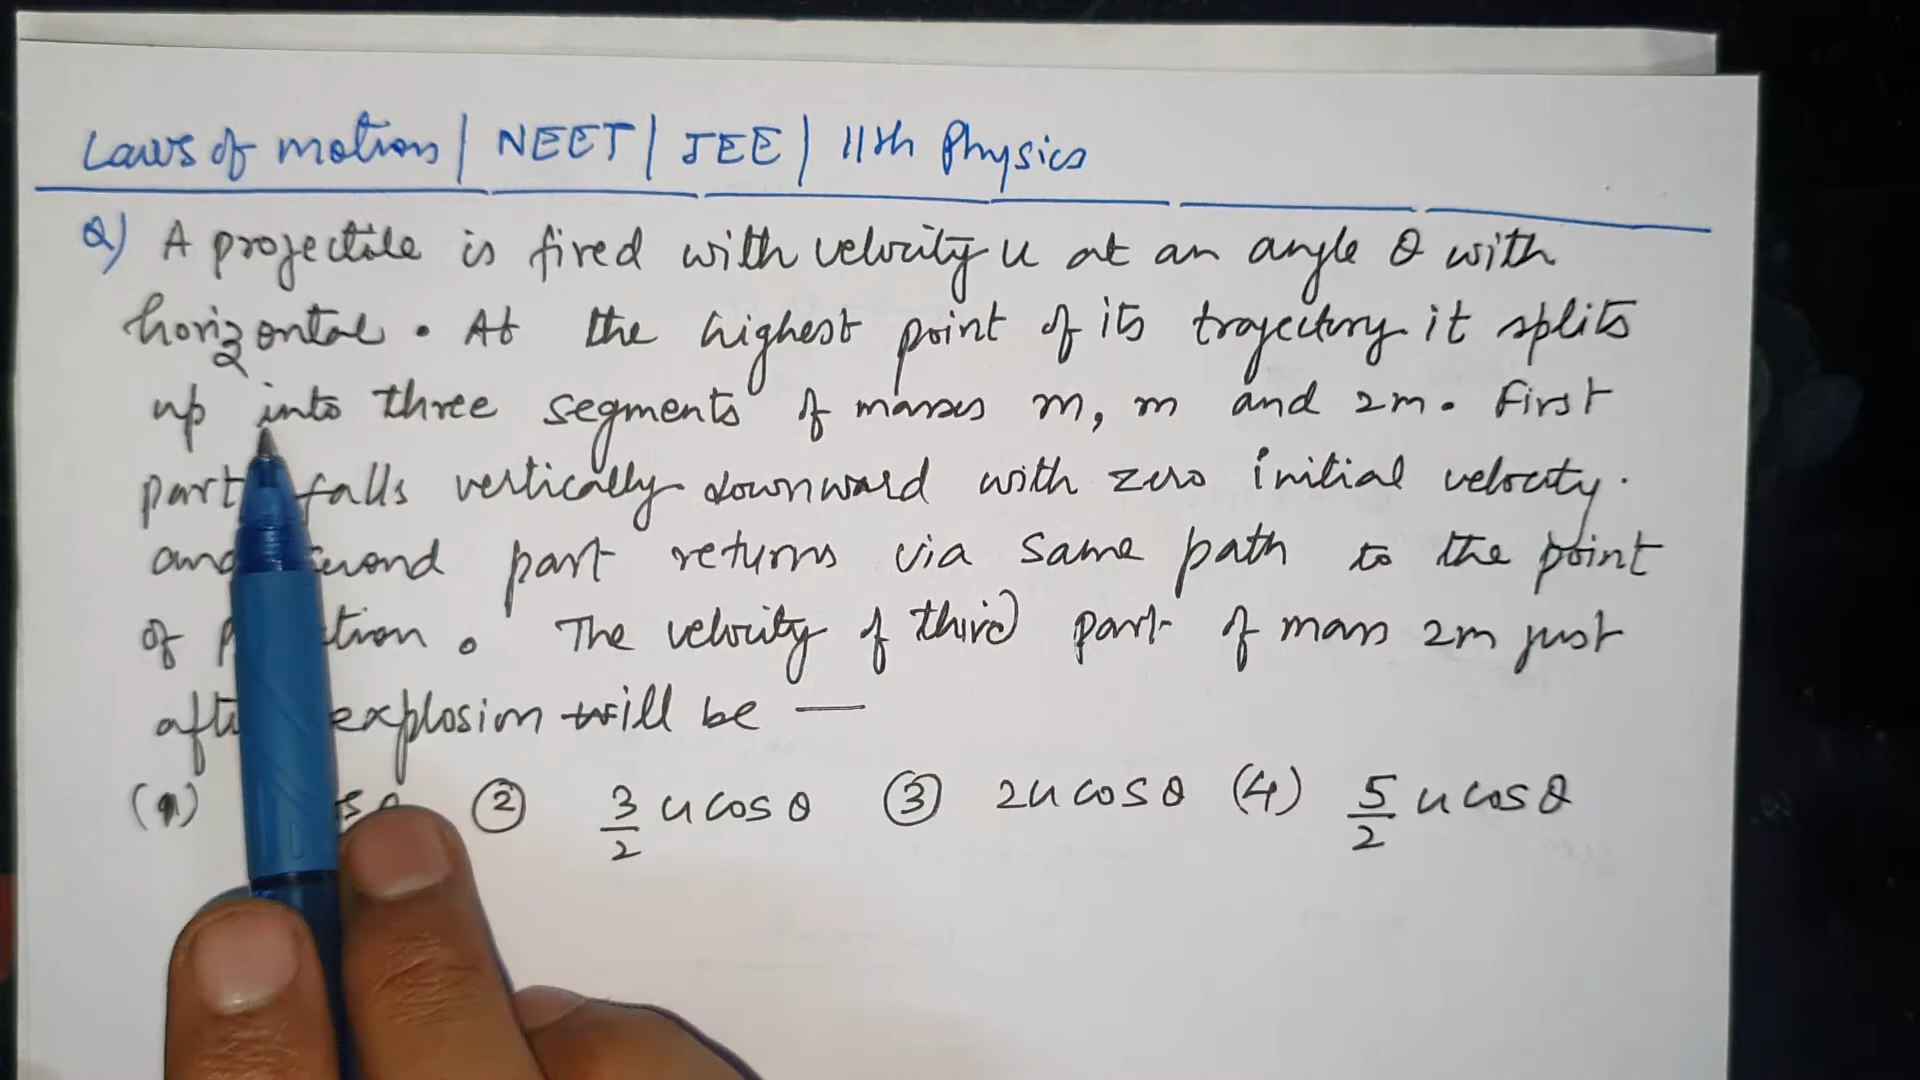 Laws of motion | NEET | JEE | 11th Physics
Q) A projectile is fired with velocity u at an angle θ with
horizontal. At the highest point of its trajectory it splits
up into three segments of masses m, m and 2m. First
part falls vertically downward with zero initial velocity.
and part returns via same path to the point
of The velocity of third part of mass 2m just
explosion will be —
② 3/2 u cos θ ③ 2u cos θ (4) 5/2 u cos θ